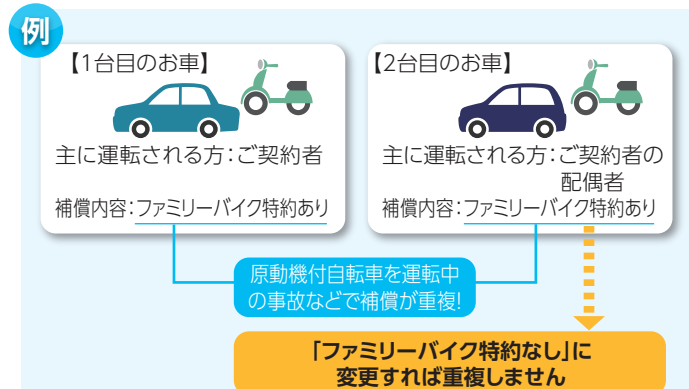 例
【1台目のお車】
主に運転される方：ご契約者
補償内容：ファミリーバイク特約あり
【2台目のお車】
主に運転される方：ご契約者の
配偶者
補償内容：ファミリーバイク特約あり
原動機付自転車を運転中
の事故などで補償が重複!
「ファミリーバイク特約なし」に
変更すれば重複しません